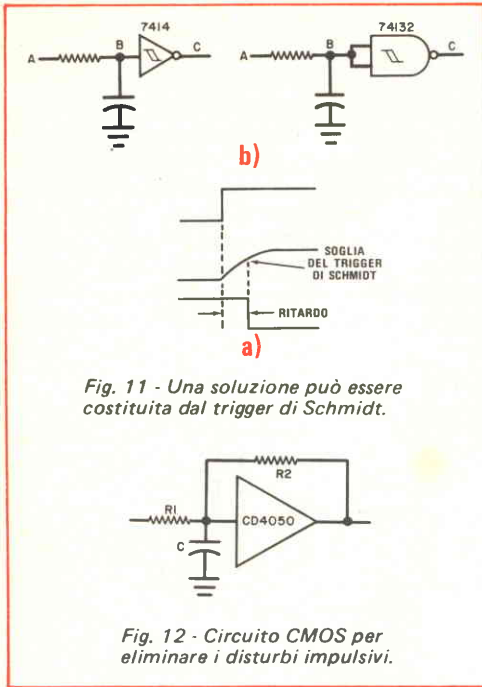 7414
74132
A
B
C
A
B
C
b)
SOGLIA
DEL TRIGGER
DI SCHMIDT
RITARDO
a)
Fig. 11 - Una soluzione può essere
costituita dal trigger di Schmidt.
R2
R1
CD4050
C
Fig. 12 - Circuito CMOS per
eliminare i disturbi impulsivi.